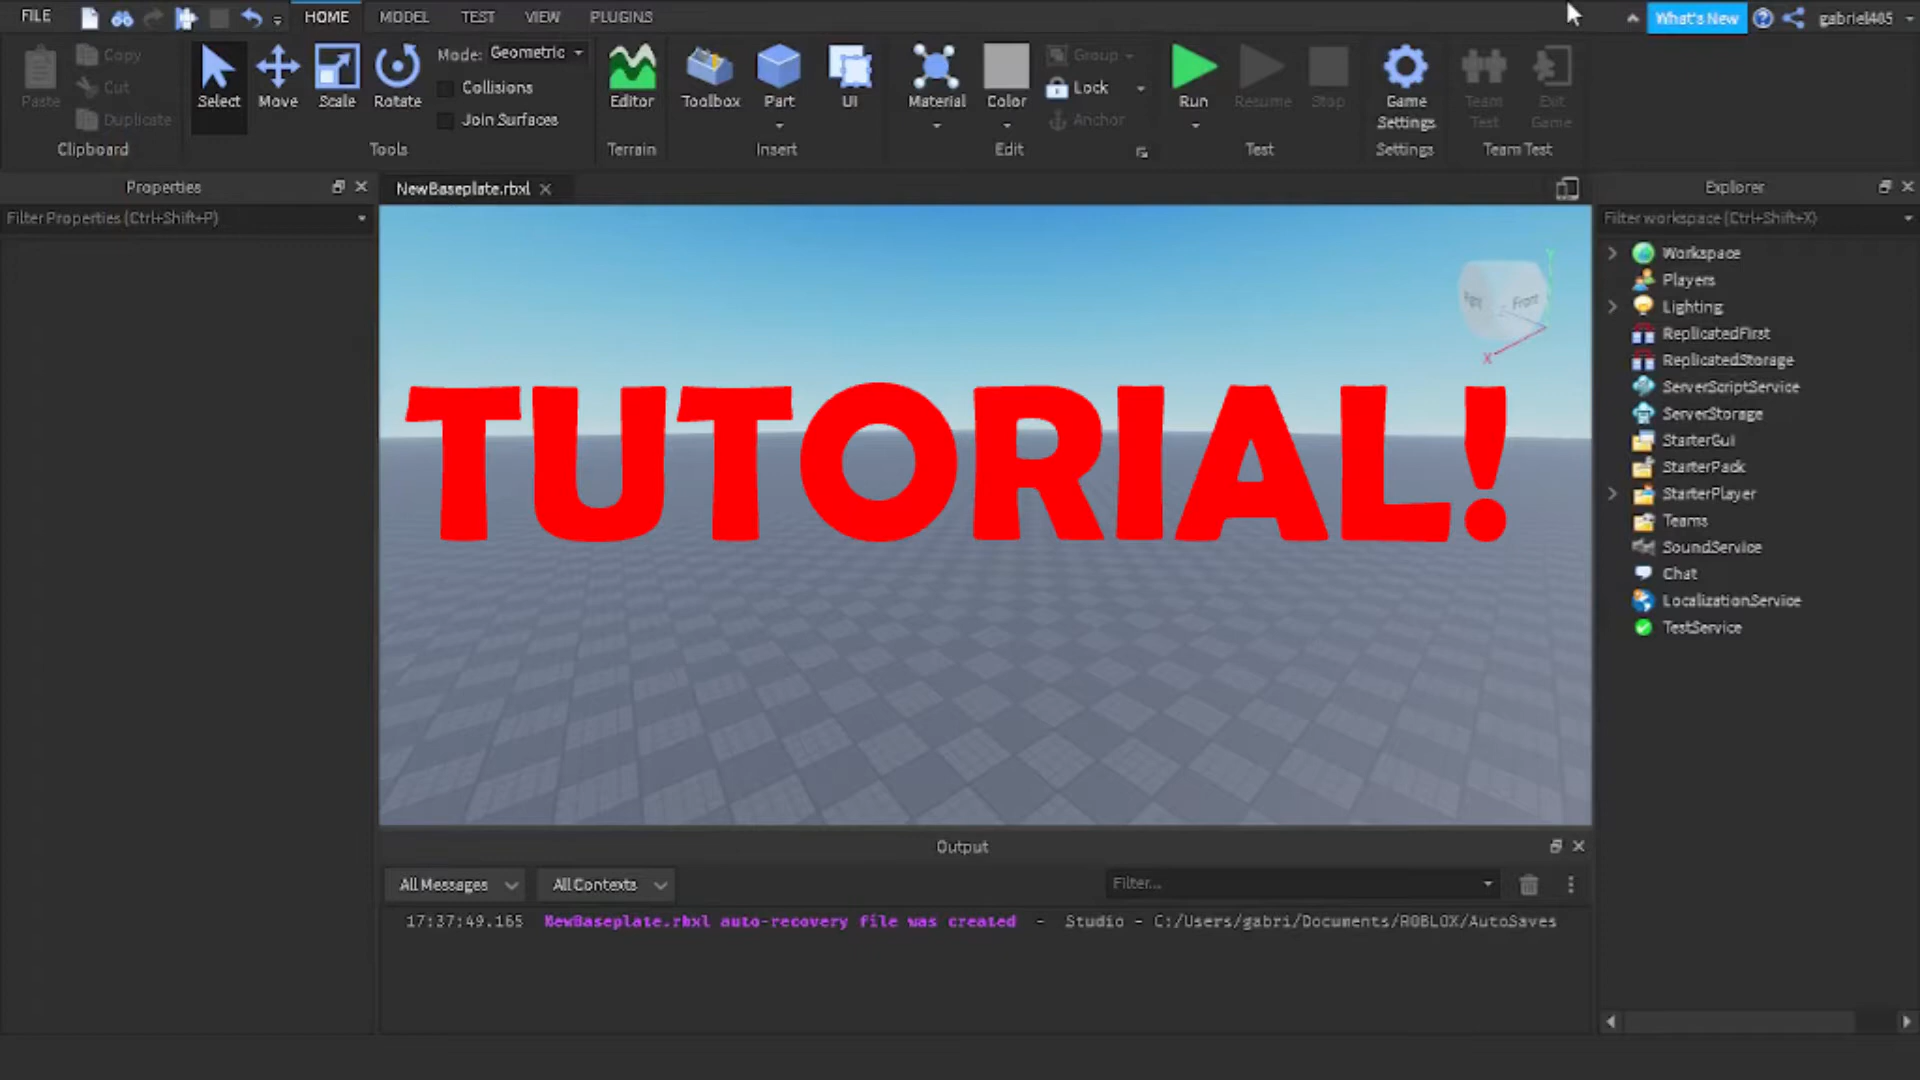 FILE HOME MODEL TEST VIEW PLUGINS What's New gabriel405
Paste Copy Cut Duplicate
Clipboard
Select Move Scale Rotate
Mode: Geometric
Collisions
Join Surfaces
Tools
Editor
Terrain
Toolbox Part UI
Insert
Material Color Group Lock Anchor
Edit
Run Resume Stop
Test
Game Settings
Settings
Team Test Exit Game
Team Test
Properties
Filter Properties (Ctrl+Shift+P)
NewBaseplate.rbxl
Front
X
Y
TUTORIAL!
Explorer
Filter workspace (Ctrl+Shift+X)
Workspace
Players
Lighting
ReplicatedFirst
ReplicatedStorage
ServerScriptService
ServerStorage
StarterGui
StarterPack
StarterPlayer
Teams
SoundService
Chat
LocalizationService
TestService
Output
All Messages All Contexts Filter...
17:37:49.165 NewBaseplate.rbxl auto-recovery file was created - Studio - C:/Users/gabri/Documents/ROBLOX/AutoSaves